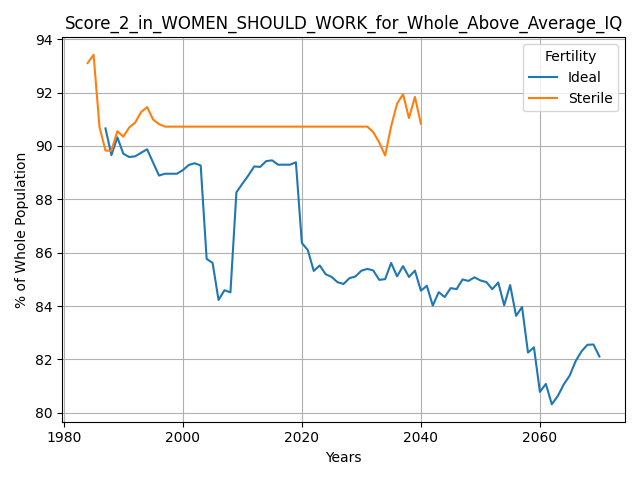 Score_2_in_WOMEN_SHOULD_WORK_for_Whole_Above_Average_IQ
94
92
90
88
86
84
82
80
% of Whole Population
Fertility
Ideal
Sterile
1980
2000
2020
2040
2060
Years